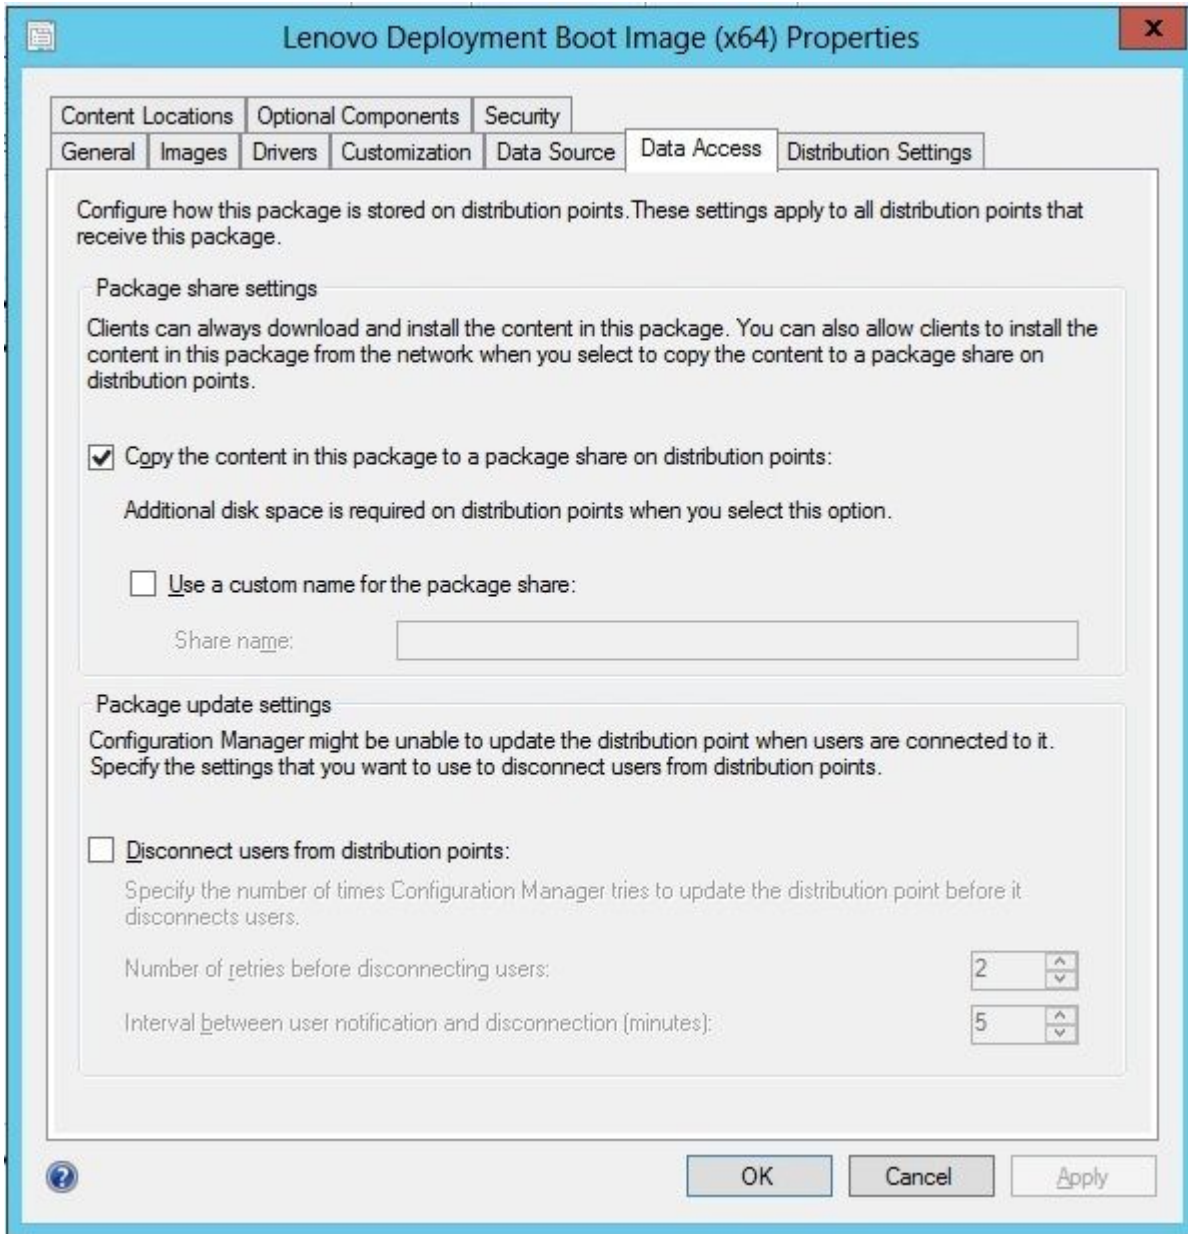 Lenovo Deployment Boot Image (x64) Properties
x
Content Locations Optional Components Security
General Images Drivers Customization Data Source Data Access Distribution Settings
Configure how this package is stored on distribution points.These settings apply to all distribution points that
receive this package.
Package share settings
Clients can always download and install the content in this package. You can also allow clients to install the
content in this package from the network when you select to copy the content to a package share on
distribution points.
Copy the content in this package to a package share on distribution points:
Additional disk space is required on distribution points when you select this option.
Use a custom name for the package share:
Share name:
Package update settings
Configuration Manager might be unable to update the distribution point when users are connected to it.
Specify the settings that you want to use to disconnect users from distribution points.
Disconnect users from distribution points:
Specify the number of times Configuration Manager tries to update the distribution point before it
disconnects users.
Number of retries before disconnecting users: 2
Interval between user notification and disconnection (minutes): 5
? OK Cancel Apply